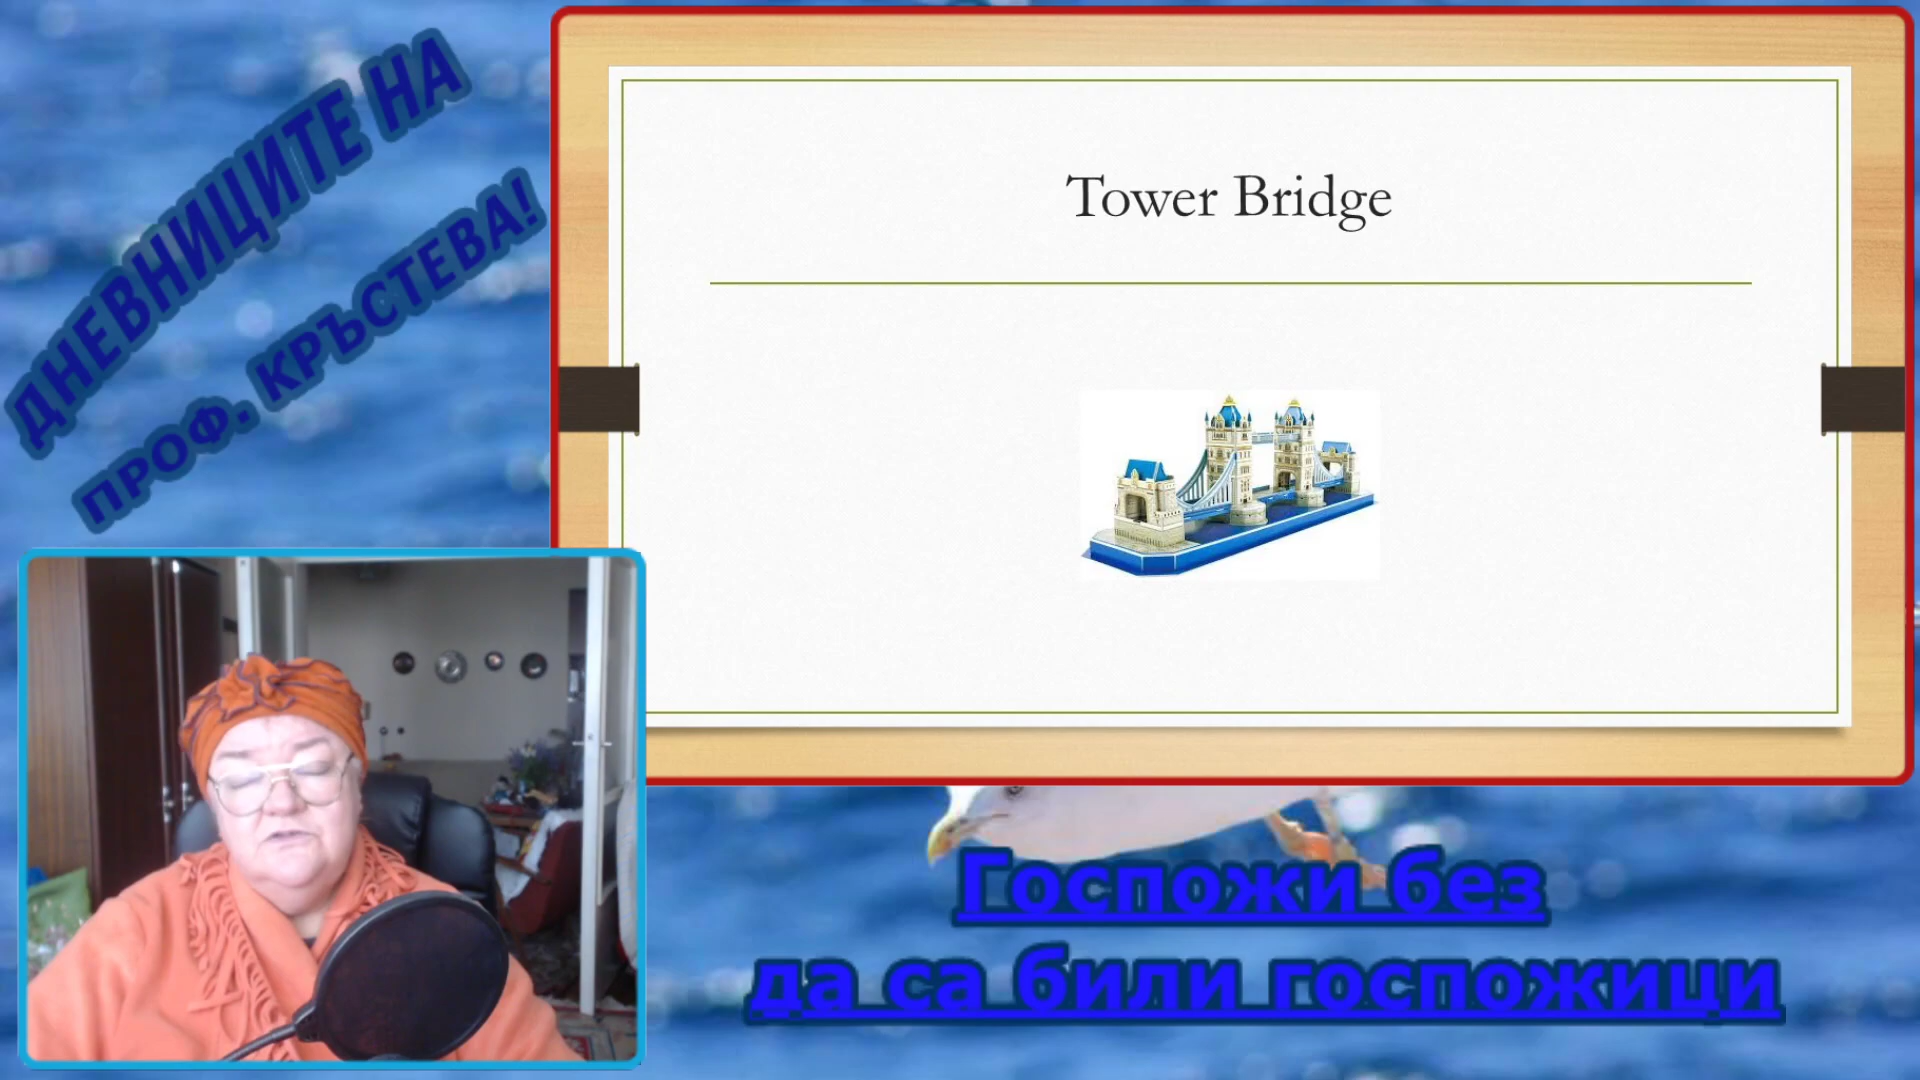 ДНЕВНИЦИТЕ НА
ПРОФ. КРЪСТЕВА!
Tower Bridge
Госпожи без
да са били госпожици